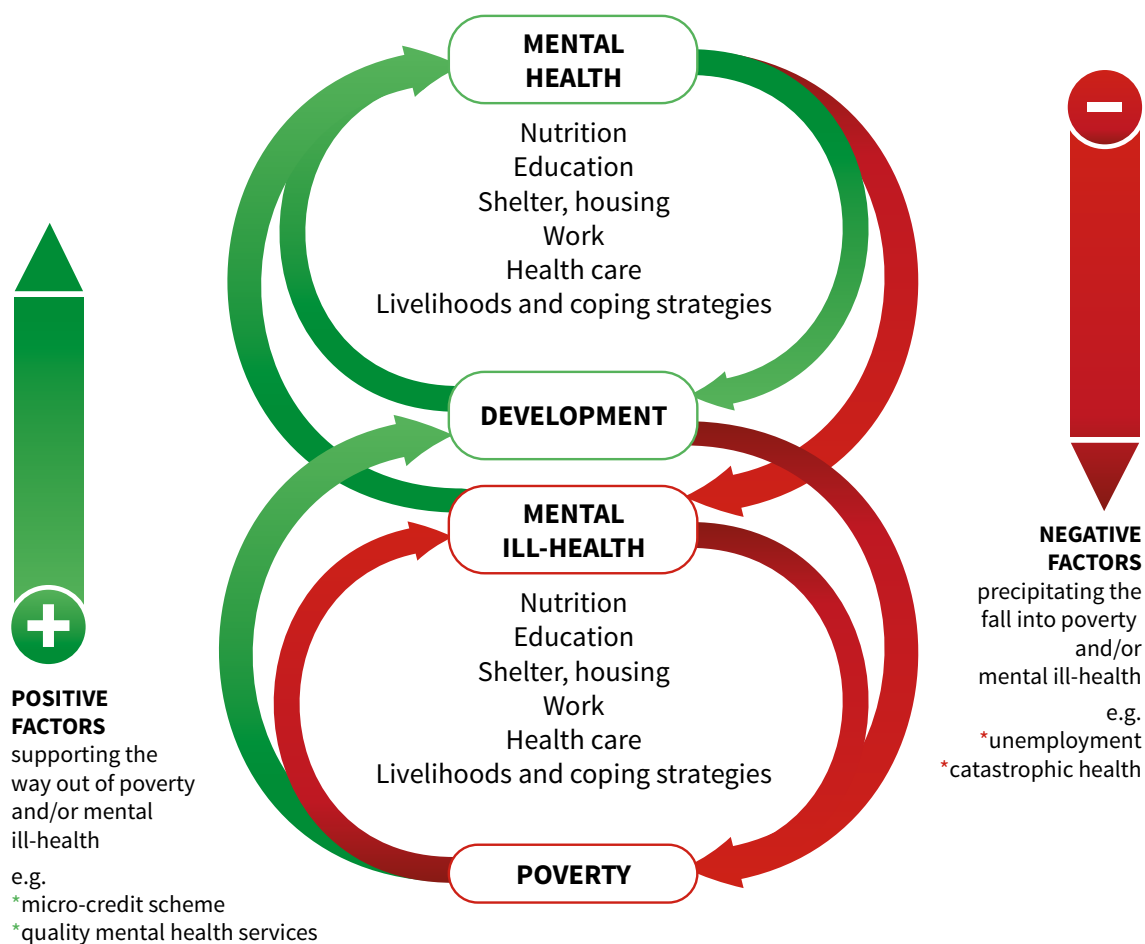 MENTAL
HEALTH
Nutrition
Education
Shelter, housing
Work
Health care
Livelihoods and coping strategies
DEVELOPMENT
MENTAL
ILL-HEALTH
Nutrition
Education
Shelter, housing
Work
Health care
Livelihoods and coping strategies
POVERTY
POSITIVE
FACTORS
supporting the
way out of poverty
and/or mental
ill-health
e.g.
*micro-credit scheme
*quality mental health services
NEGATIVE
FACTORS
precipitating the
fall into poverty
and/or
mental ill-health
e.g.
*unemployment
*catastrophic health